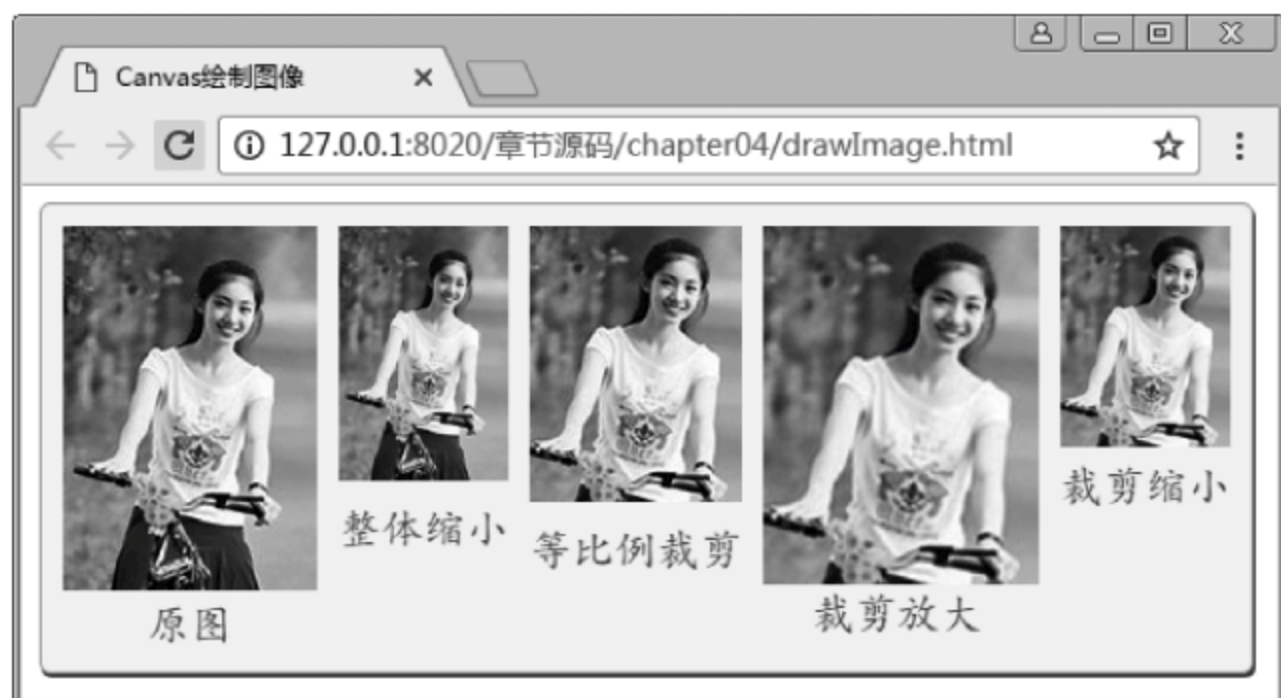 Canvas绘制图像
127.0.0.1:8020/章节源码/chapter04/drawImage.html
原图
整体缩小
等比例裁剪
裁剪放大
裁剪缩小